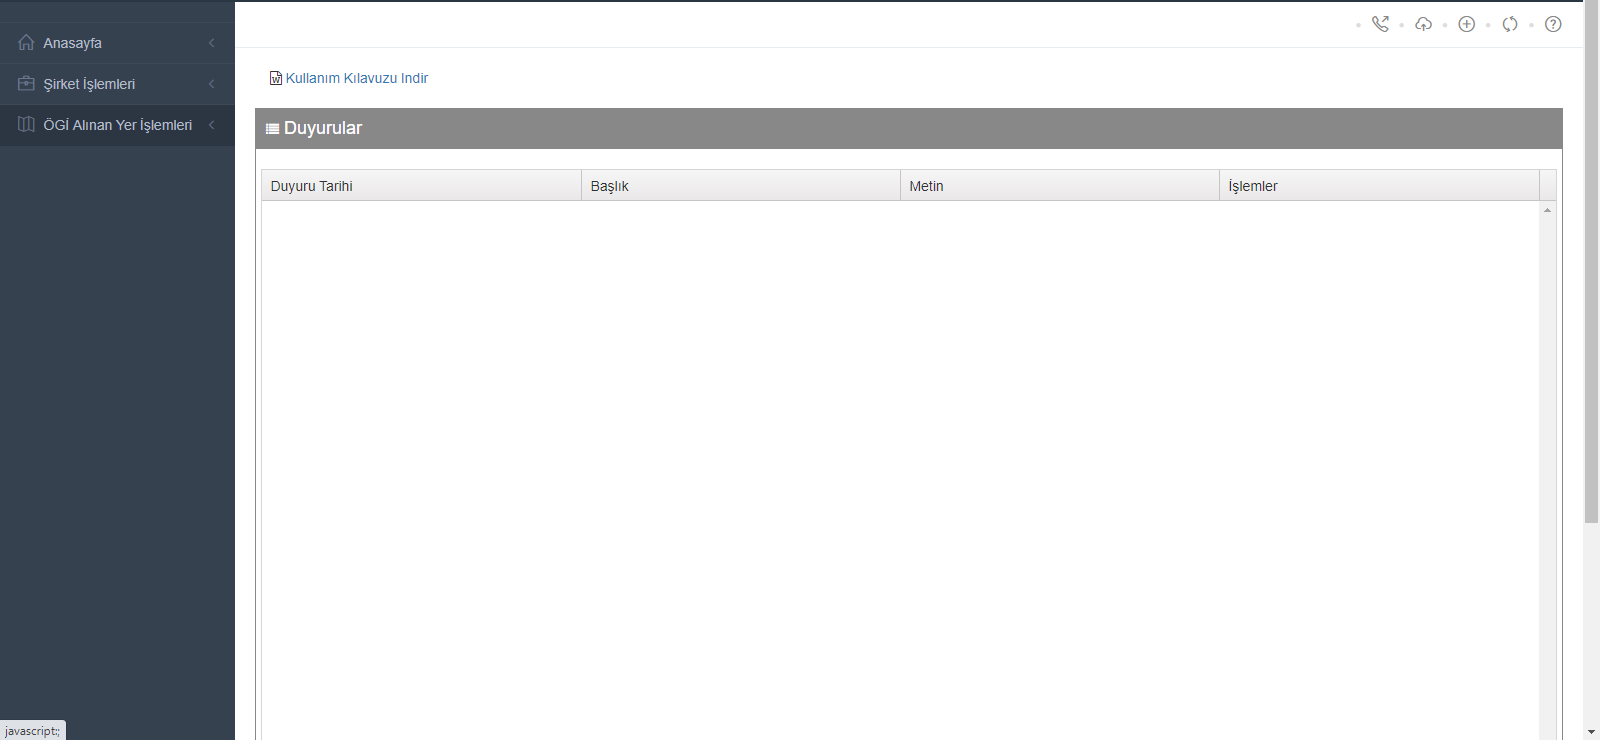 Anasayfa
Şirket İşlemleri
ÖGİ Alınan Yer İşlemleri
Kullanım Kılavuzu Indir
Duyurular
Duyuru Tarihi
Başlık
Metin
İşlemler
javascript:;